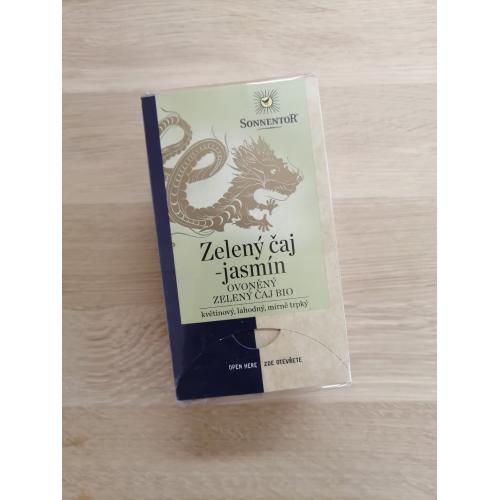 SONNENTOR
Zelený čaj
-jasmín
OVONĚNÝ
ZELENÝ ČAJ BIO
květinový, lahodný, mírně trpký
OPEN HERE ZDE OTEVŘETE